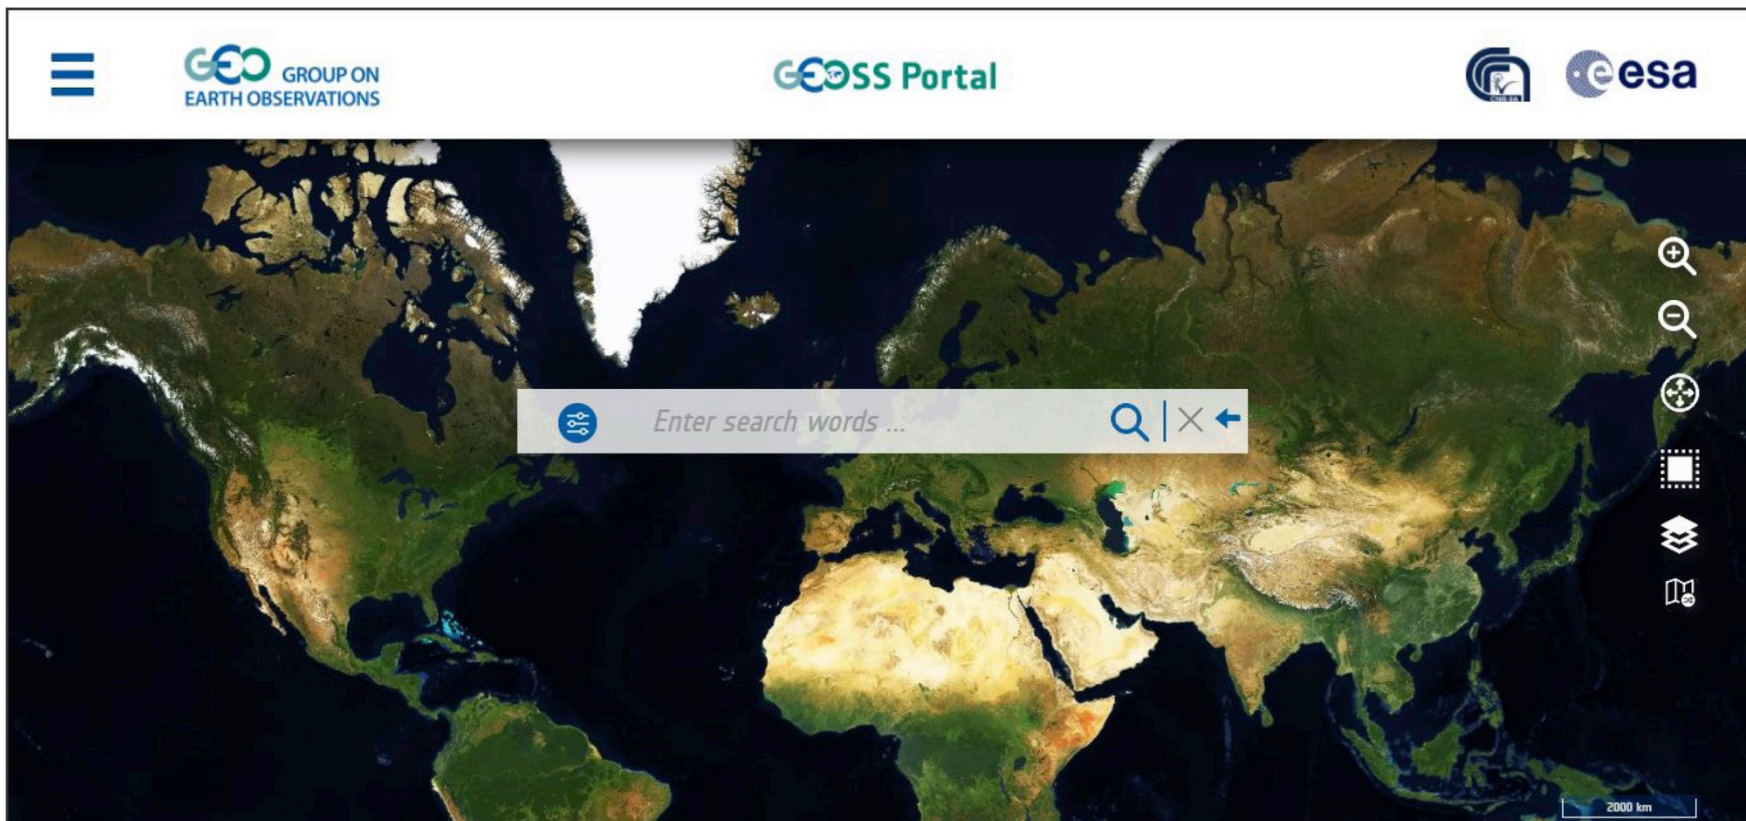 GEO GROUP ON
EARTH OBSERVATIONS
GEOSS Portal
esa
Enter search words ...
2000 km